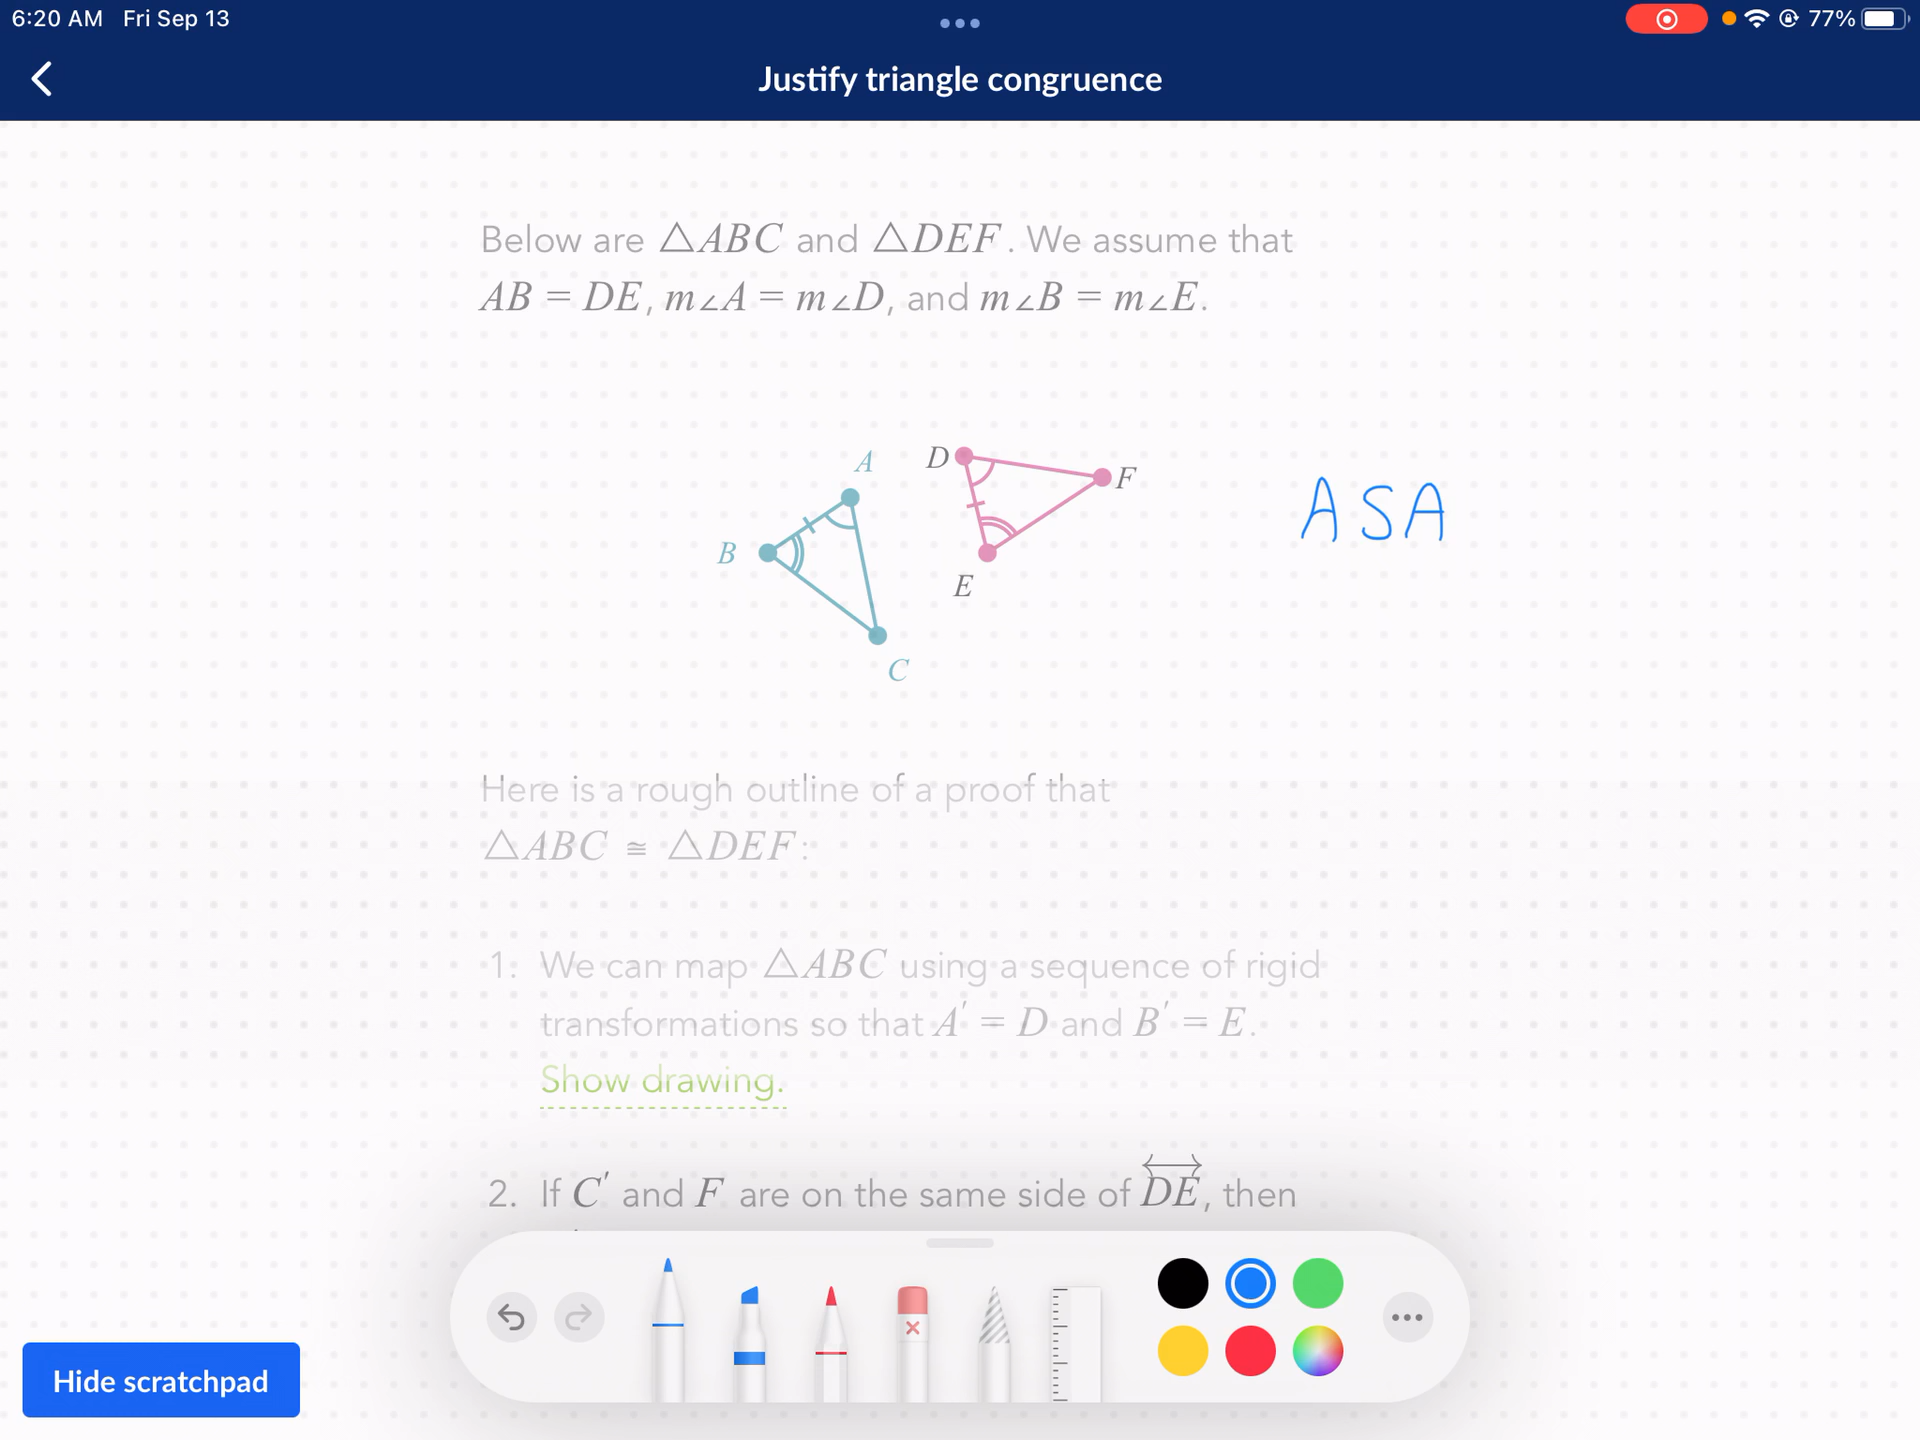 6:20 AM Fri Sep 13
77%
Justify triangle congruence
Below are △ABC and △DEF. We assume that
AB = DE, m∠A = m∠D, and m∠B = m∠E.
A
D
F
B
E
C
ASA
Here is a rough outline of a proof that
△ABC ≅ △DEF:
1. We can map △ABC using a sequence of rigid
transformations so that A′ = D and B′ = E.
Show drawing.
2. If C′ and F are on the same side of DE, then
Hide scratchpad